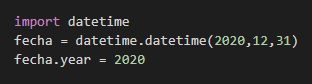 import datetime
fecha = datetime.datetime(2020,12,31)
fecha.year = 2020